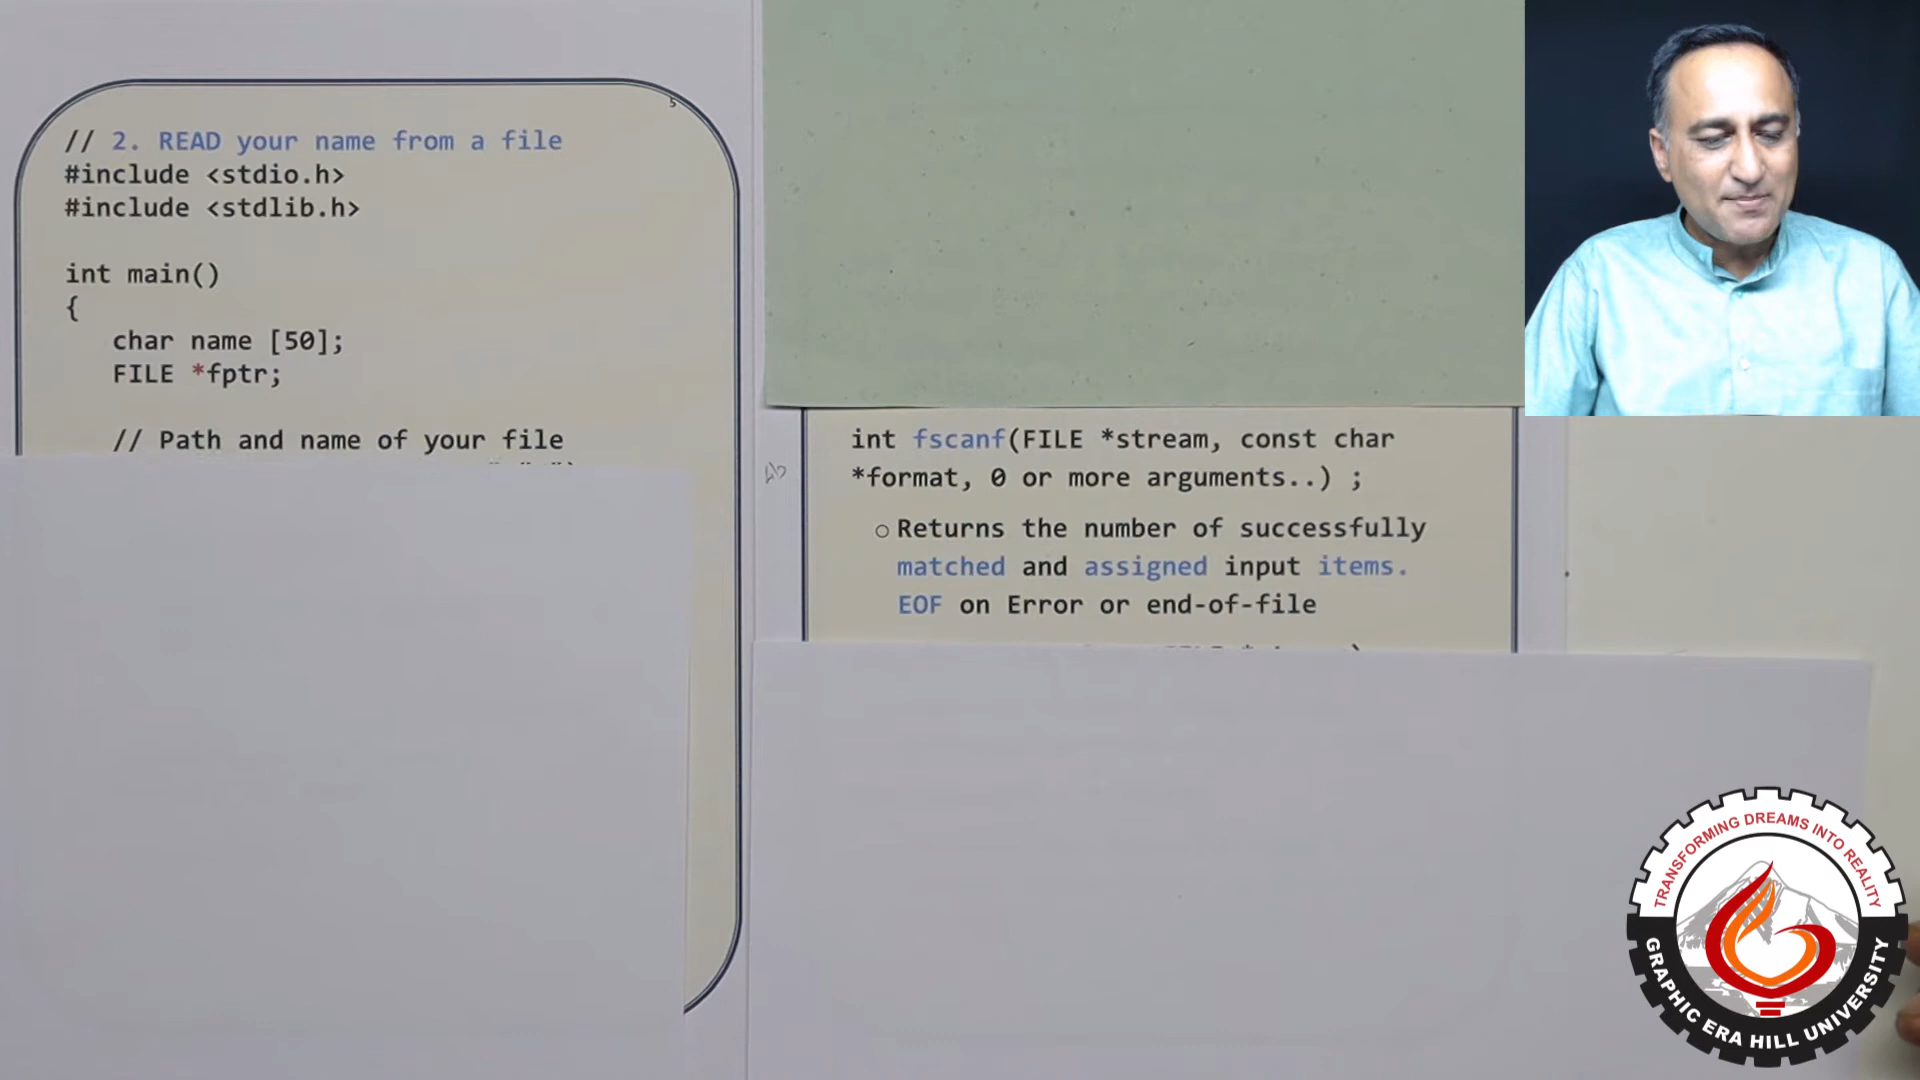 5
// 2. READ your name from a file
#include <stdio.h>
#include <stdlib.h>
int main()
{
char name [50];
FILE *fptr;
// Path and name of your file
int fscanf(FILE *stream, const char
*format, 0 or more arguments..) ;
○ Returns the number of successfully
matched and assigned input items.
EOF on Error or end-of-file
TRANSFORMING DREAMS INTO REALITY
GRAPHIC ERA HILL UNIVERSITY